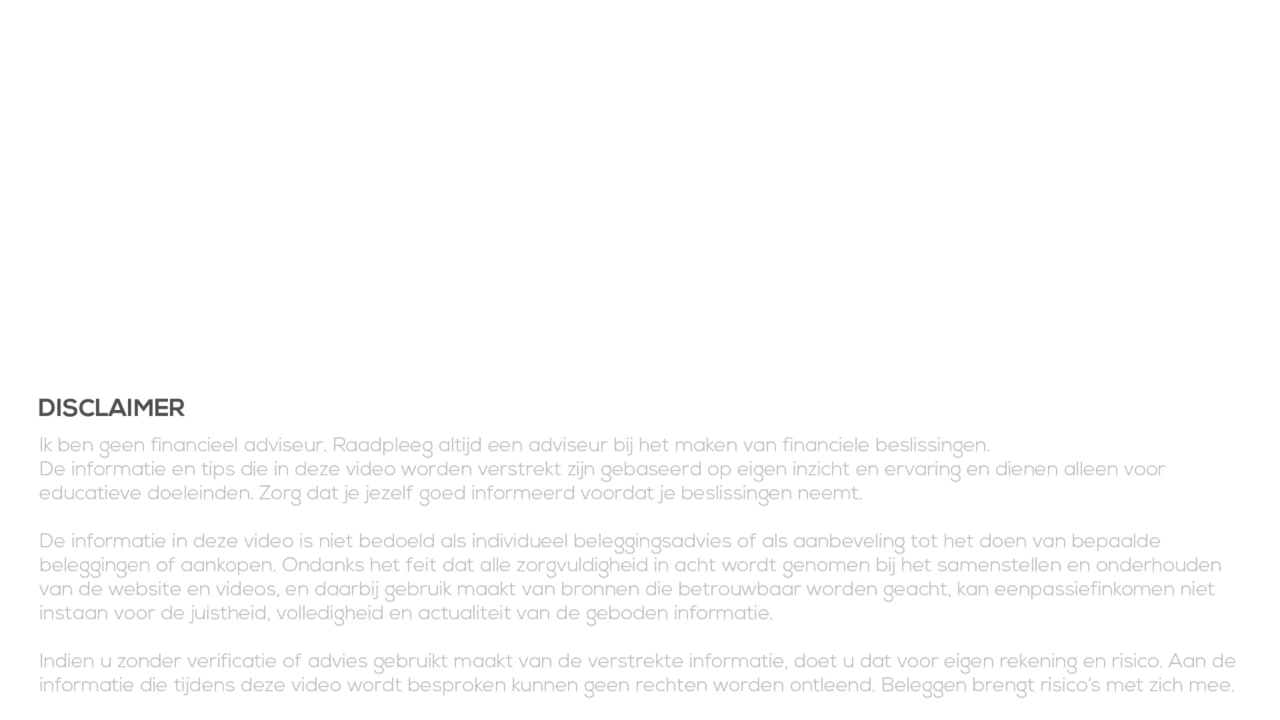 DISCLAIMER
Ik ben geen financieel adviseur. Raadpleeg altijd een adviseur bij het maken van financiele beslissingen.
De informatie en tips die in deze video worden verstrekt zijn gebaseerd op eigen inzicht en ervaring en dienen alleen voor
educatieve doeleinden. Zorg dat je jezelf goed informeerd voordat je beslissingen neemt.
De informatie in deze video is niet bedoeld als individueel beleggingsadvies of als aanbeveling tot het doen van bepaalde
beleggingen of aankopen. Ondanks het feit dat alle zorgvuldigheid in acht wordt genomen bij het samenstellen en onderhouden
van de website en videos, en daarbij gebruik maakt van bronnen die betrouwbaar worden geacht, kan eenpassiefinkomen niet
instaan voor de juistheid, volledigheid en actualiteit van de geboden informatie.
Indien u zonder verificatie of advies gebruikt maakt van de verstrekte informatie, doet u dat voor eigen rekening en risico. Aan de
informatie die tijdens deze video wordt besproken kunnen geen rechten worden ontleend. Beleggen brengt risico's met zich mee.